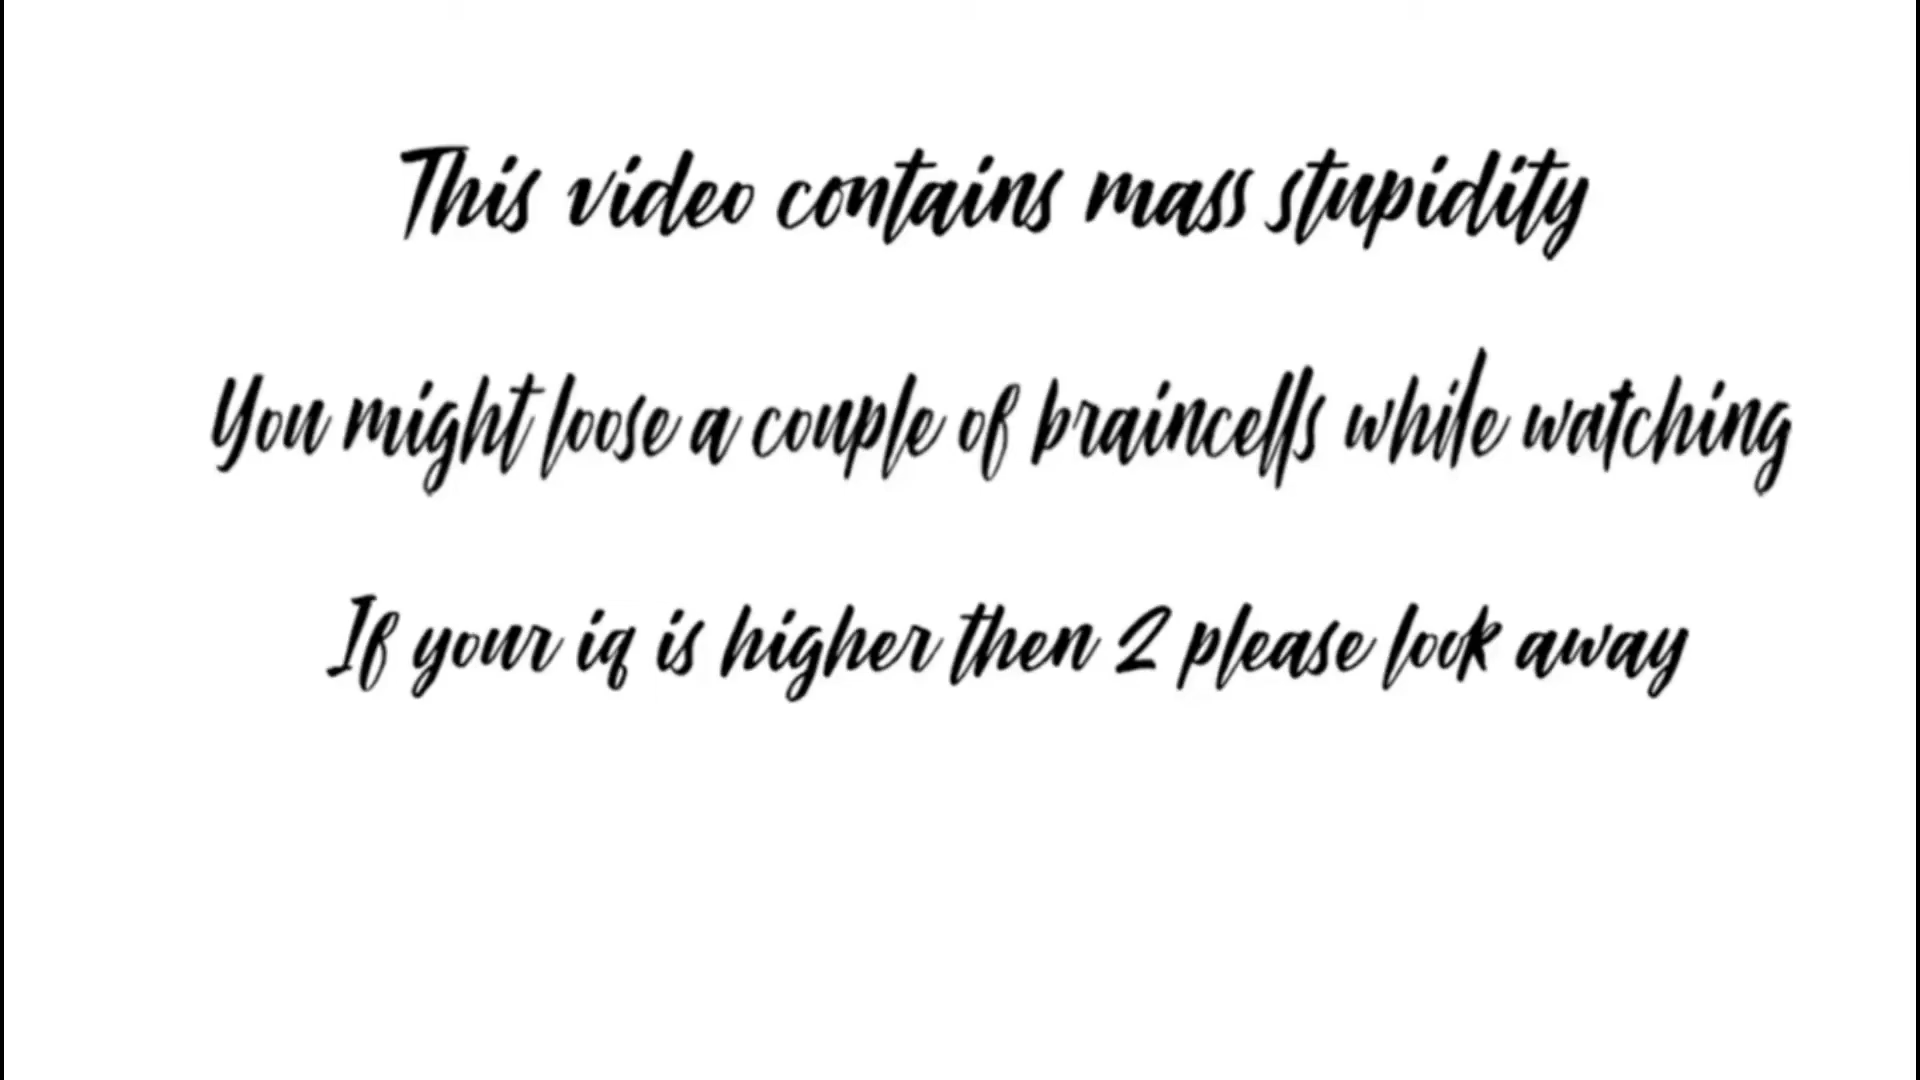 This video contains mass stupidity
You might loose a couple of braincells while watching
If your iq is higher then 2 please look away